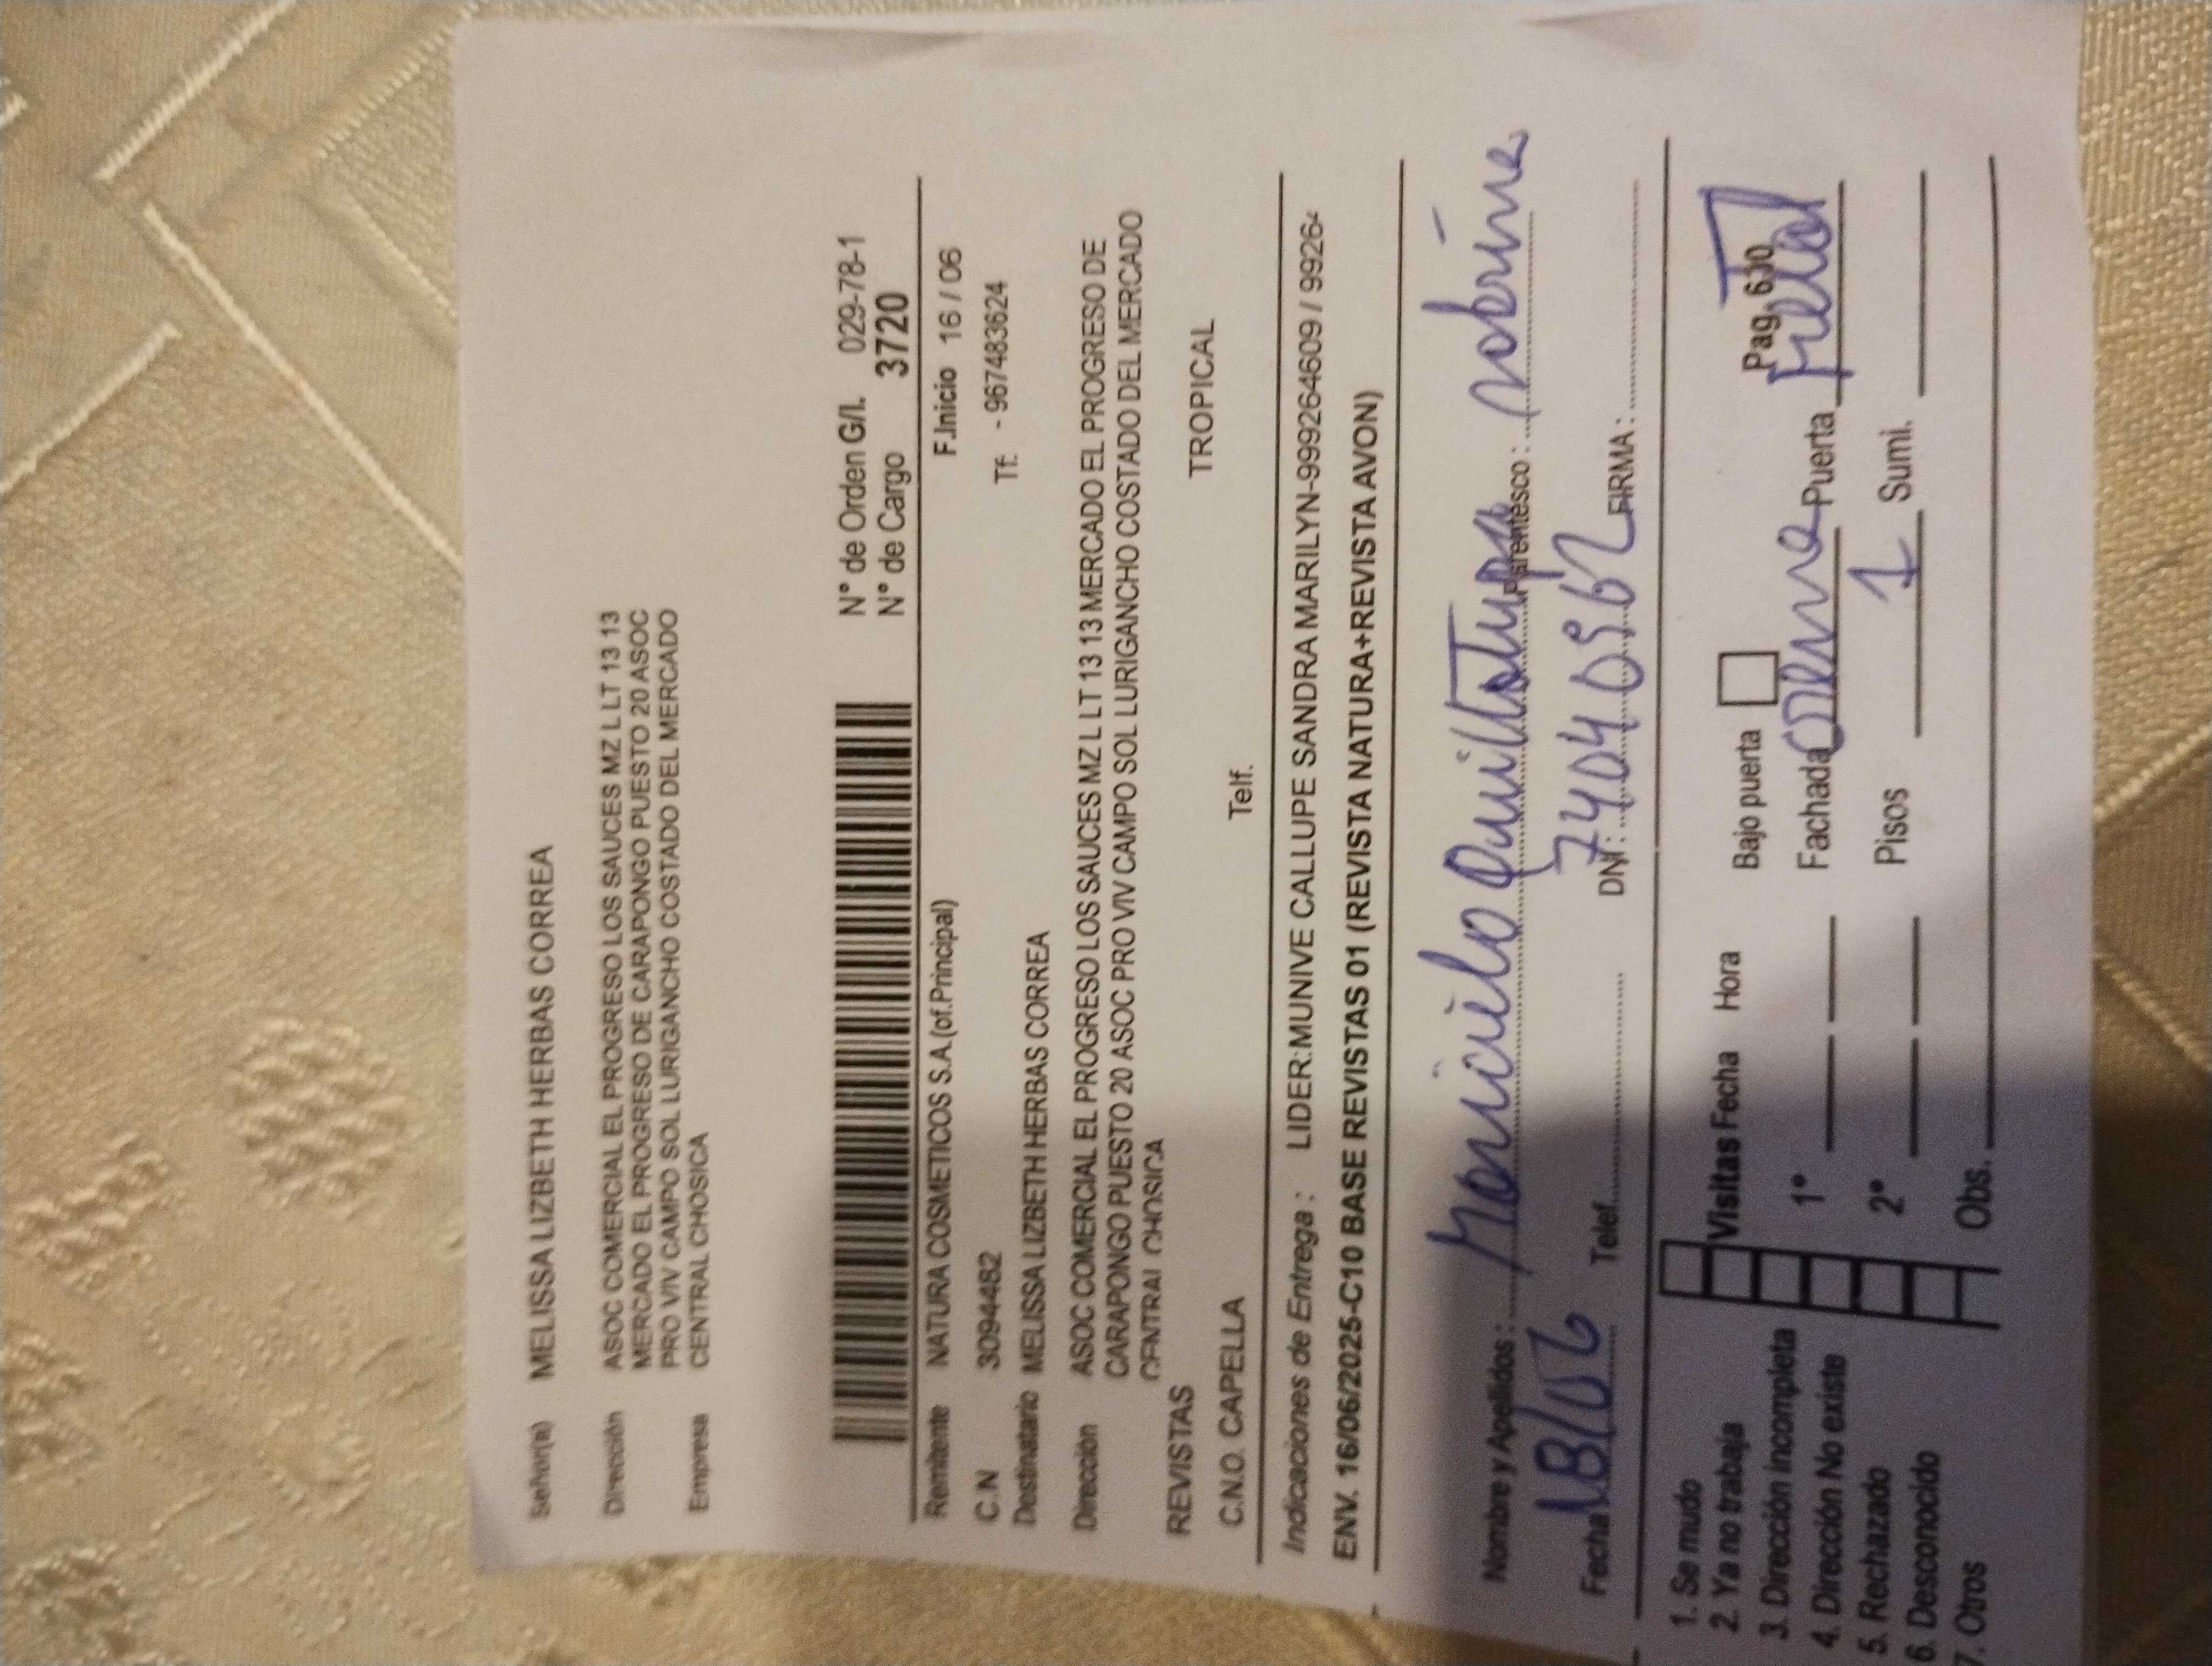 Señor(a) MELISSA LIZBETH HERBAS CORREA
Dirección ASOC COMERCIAL EL PROGRESO LOS SAUCES MZ L LT 13 13
MERCADO EL PROGRESO DE CARAPONGO PUESTO 20 ASOC
PRO VIV CAMPO SOL LURIGANCHO COSTADO DEL MERCADO
Empresa CENTRAL CHOSICA
N° de Orden G/I. 029-78-1
N° de Cargo 3720
Remitente NATURA COSMETICOS S.A.(of.Principal) F.Inicio 16 / 06
C.N 3094482 Tf. - 967483624
Destinatario MELISSA LIZBETH HERBAS CORREA
Dirección ASOC COMERCIAL EL PROGRESO LOS SAUCES MZ L LT 13 13 MERCADO EL PROGRESO DE
CARAPONGO PUESTO 20 ASOC PRO VIV CAMPO SOL LURIGANCHO COSTADO DEL MERCADO
CENTRAL CHOSICA
REVISTAS TROPICAL
C.N.O. CAPELLA Telf.
Indicaciones de Entrega : LIDER:MUNIVE CALLUPE SANDRA MARILYN-999264609 / 99264
ENV. 16/06/2025-C10 BASE REVISTAS 01 (REVISTA NATURA+REVISTA AVON)
Nombre y Apellidos : Quillatupa Parentesco : sobrina
Fecha 18/06 Telef. DNI : 74040562 FIRMA :
1. Se mudo
2. Ya no trabaja
3. Dirección incompleta
4. Dirección No existe
5. Rechazado
6. Desconocido
7. Otros
Visitas Fecha Hora Bajo puerta Pag. 630
1° Fachada Puerta
2° Pisos 1 Sumi.
Obs.